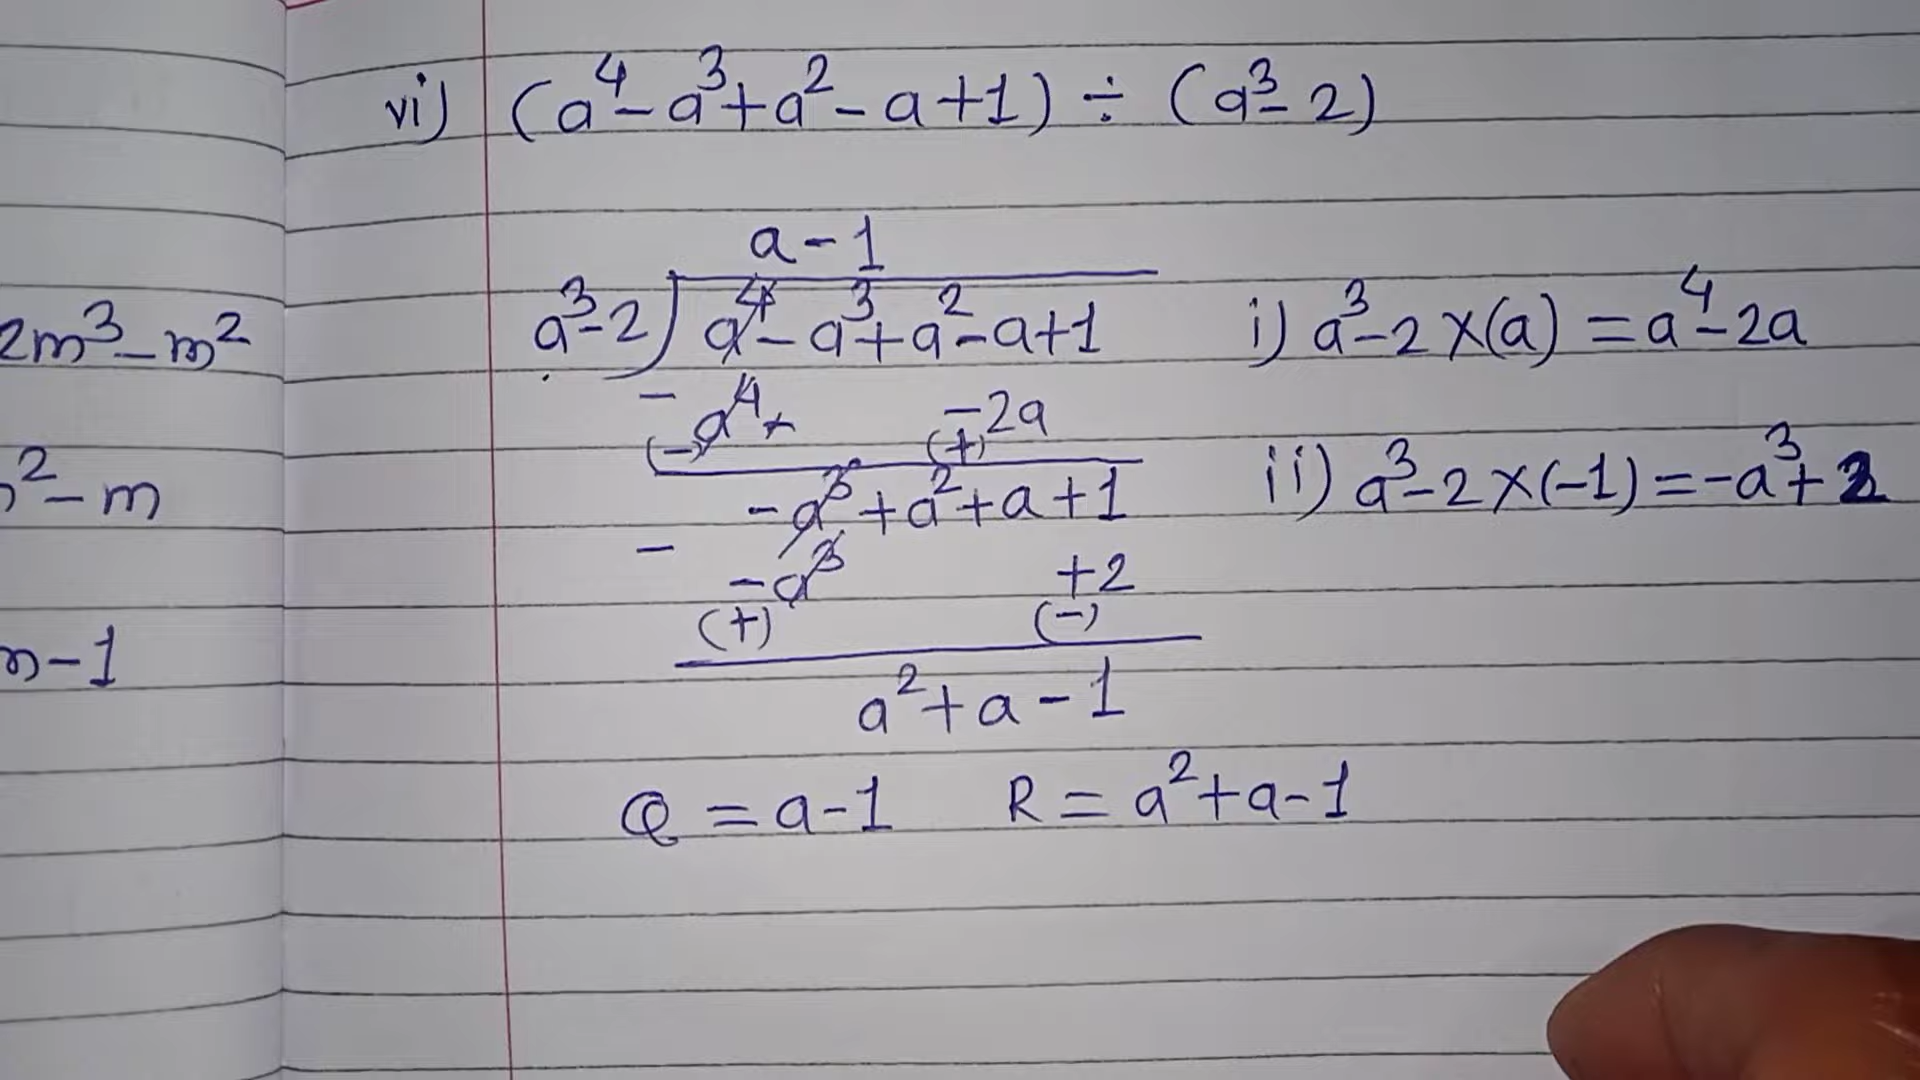 vi) (a⁴-a³+a²-a+1) ÷ (a³-2)
a-1
a³-2) a⁴-a³+a²-a+1
i) a³-2×(a) = a⁴-2a
- a⁴ -2a
(-) (+)
-a³+a²+a+1
ii) a³-2×(-1) = -a³+2
- -a³ +2
(+) (-)
a²+a-1
Q = a-1 R = a²+a-1
2m³-m²
²-m
-1